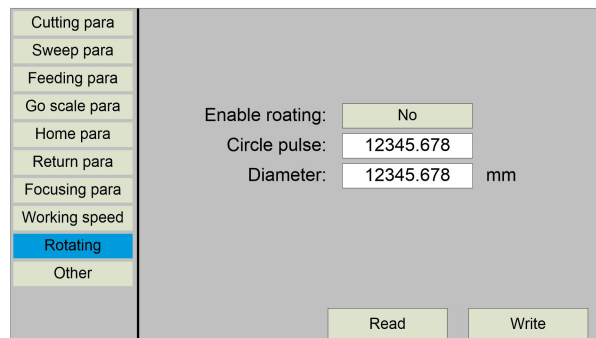 Cutting para
Sweep para
Feeding para
Go scale para
Home para
Return para
Focusing para
Working speed
Rotating
Other
Enable roating: No
Circle pulse: 12345.678
Diameter: 12345.678 mm
Read Write